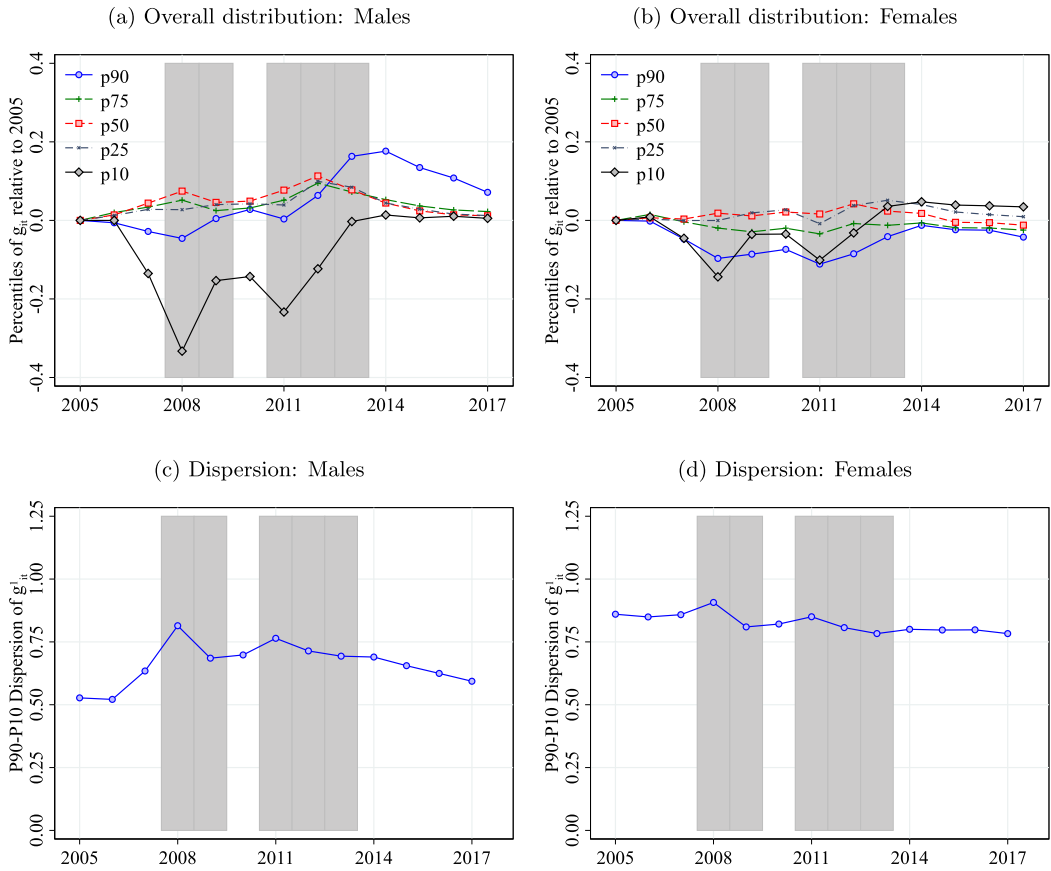 (a) Overall distribution: Males
Percentiles of g¹ᵢₜ relative to 2005
0.4
0.2
0.0
-0.2
-0.4
p90
p75
p50
p25
p10
2005 2008 2011 2014 2017
(b) Overall distribution: Females
Percentiles of g¹ᵢₜ relative to 2005
0.4
0.2
0.0
-0.2
-0.4
p90
p75
p50
p25
p10
2005 2008 2011 2014 2017
(c) Dispersion: Males
P90-P10 Dispersion of g¹ᵢₜ
1.25
1.00
0.75
0.50
0.25
0.00
2005 2008 2011 2014 2017
(d) Dispersion: Females
P90-P10 Dispersion of g¹ᵢₜ
1.25
1.00
0.75
0.50
0.25
0.00
2005 2008 2011 2014 2017